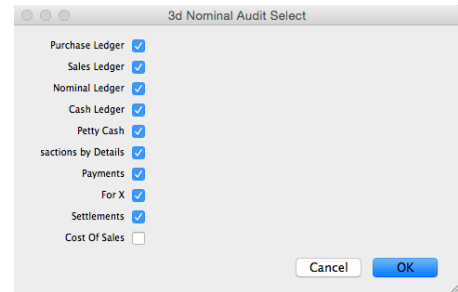 3d Nominal Audit Select
Purchase Ledger
Sales Ledger
Nominal Ledger
Cash Ledger
Petty Cash
sactions by Details
Payments
For X
Settlements
Cost Of Sales
Cancel OK